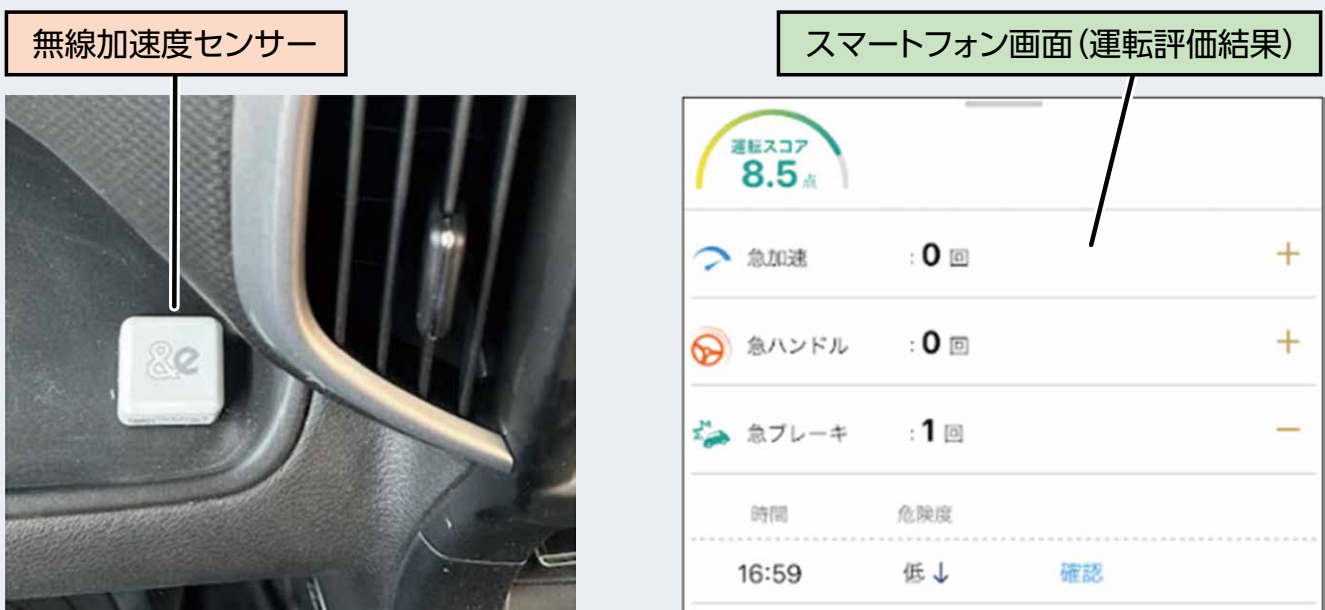 無線加速度センサー
スマートフォン画面（運転評価結果）
&e
運転スコア
8.5点
急加速 : 0 回
急ハンドル : 0 回
急ブレーキ : 1 回
時間 危険度
16:59 低↓ 確認